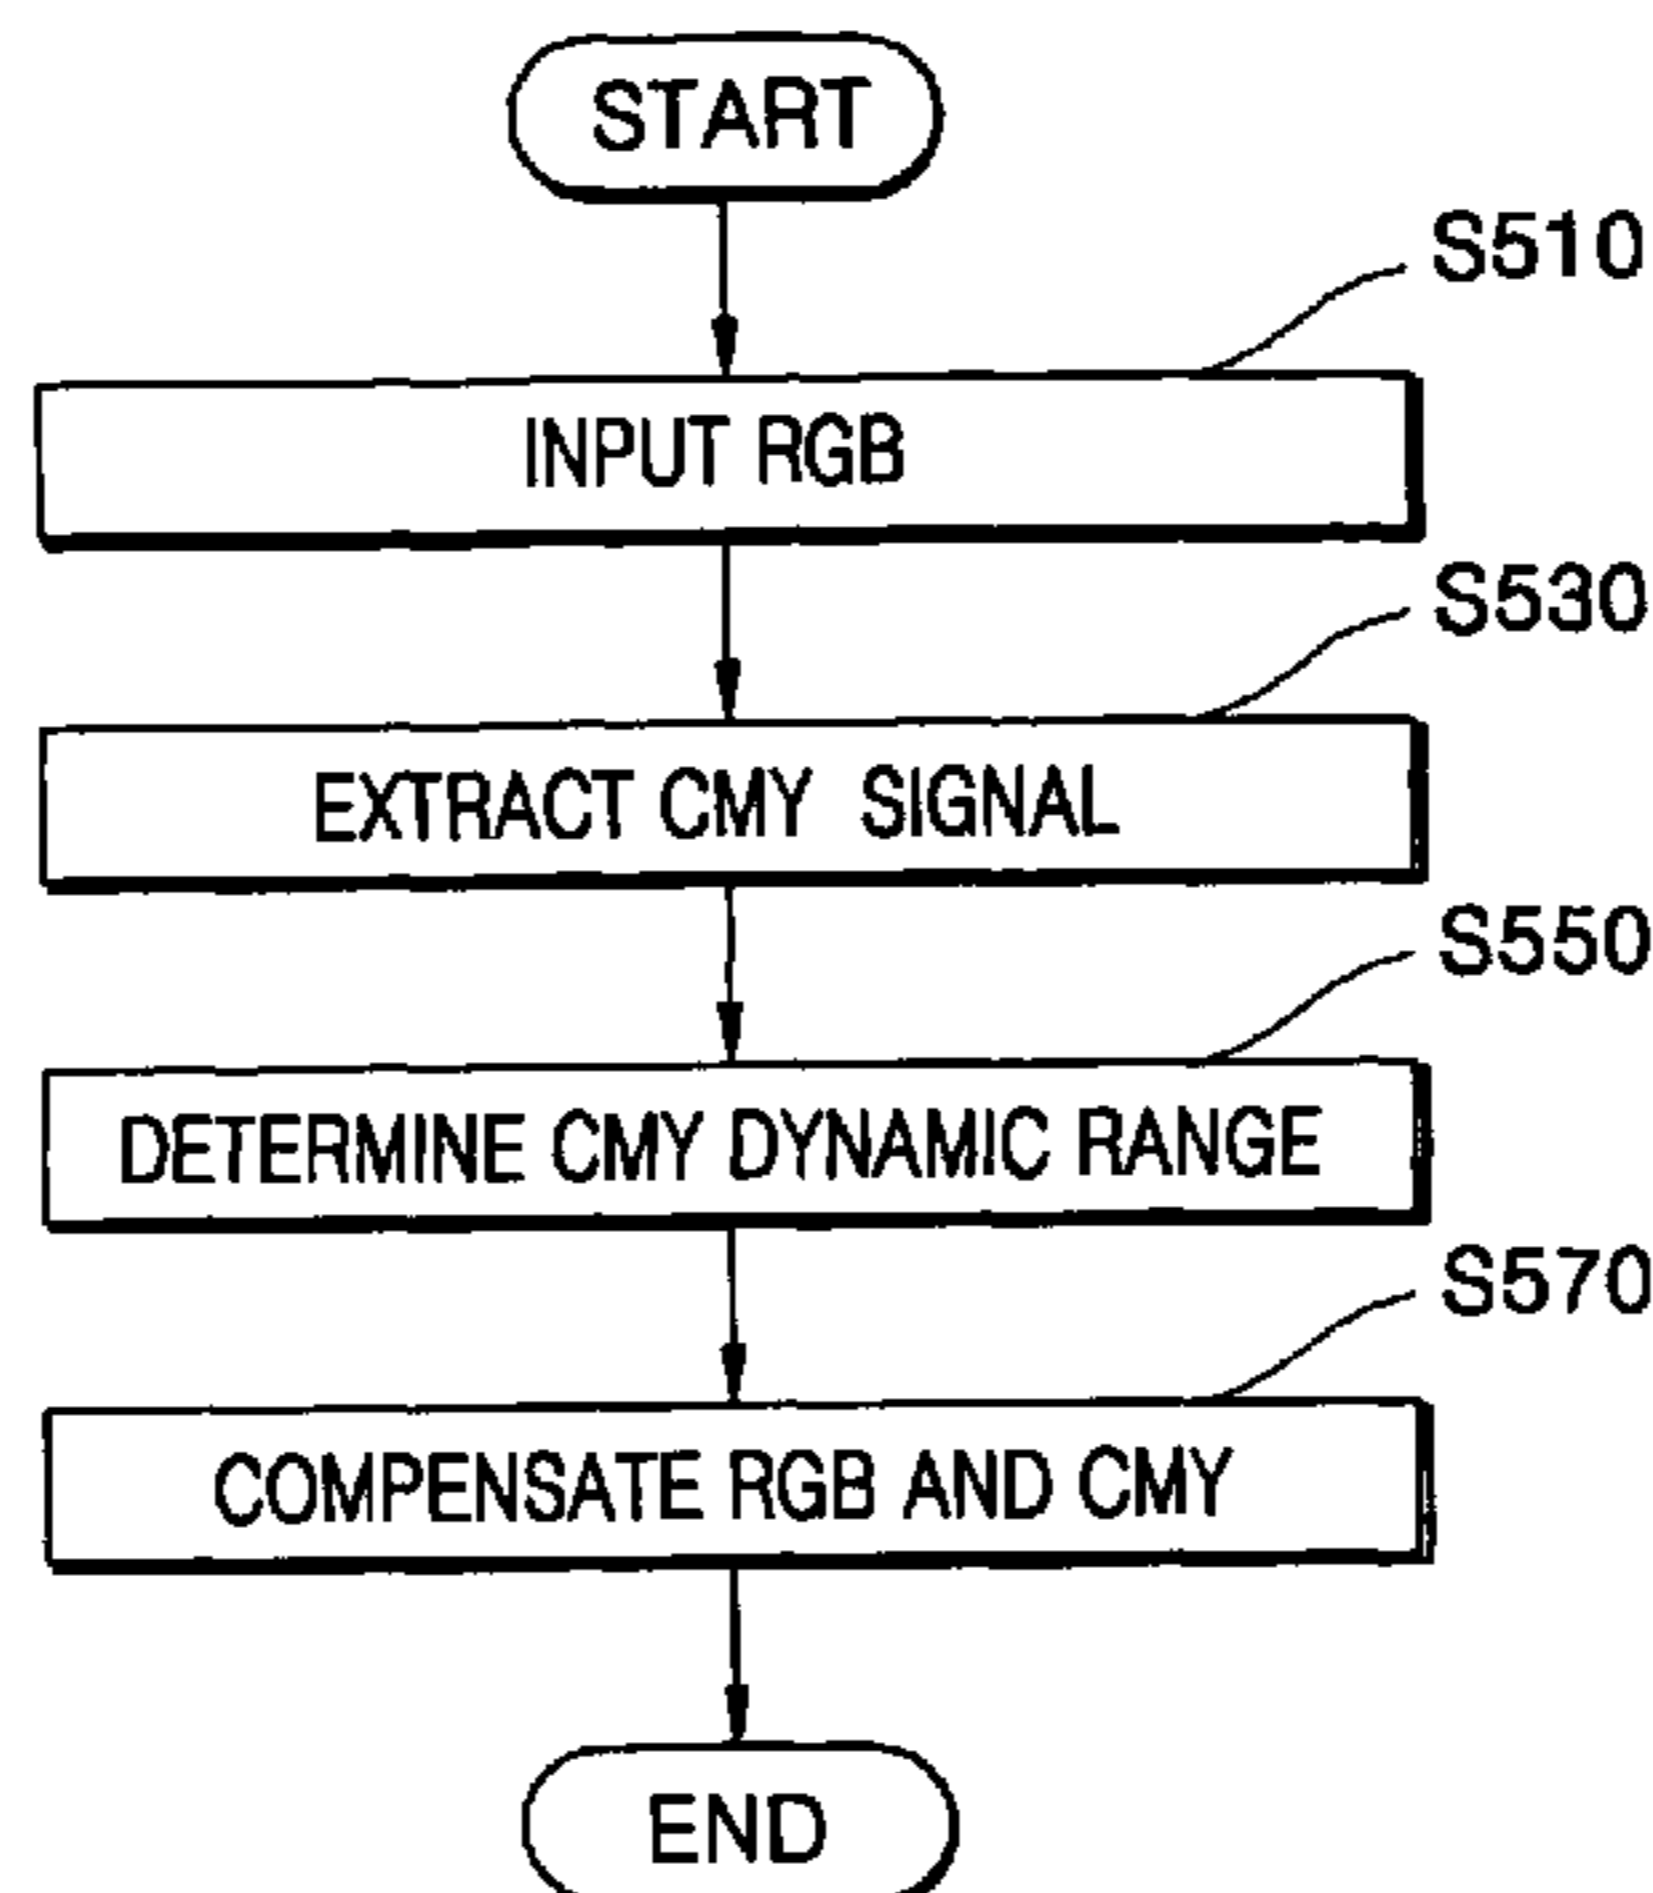 START
S510
INPUT RGB
S530
EXTRACT CMY SIGNAL
S550
DETERMINE CMY DYNAMIC RANGE
S570
COMPENSATE RGB AND CMY
END